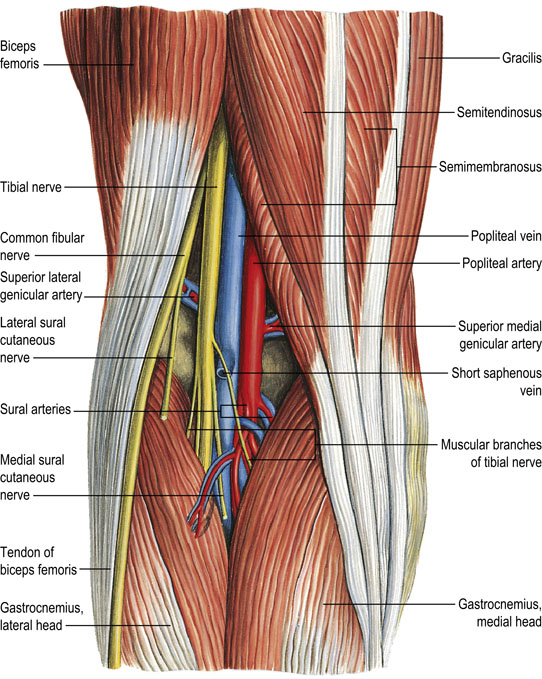 Biceps
femoris
Tibial nerve
Common fibular
nerve
Superior lateral
genicular artery
Lateral sural
cutaneous
nerve
Sural arteries
Medial sural
cutaneous
nerve
Tendon of
biceps femoris
Gastrocnemius,
lateral head
Gracilis
Semitendinosus
Semimembranosus
Popliteal vein
Popliteal artery
Superior medial
genicular artery
Short saphenous
vein
Muscular branches
of tibial nerve
Gastrocnemius,
medial head